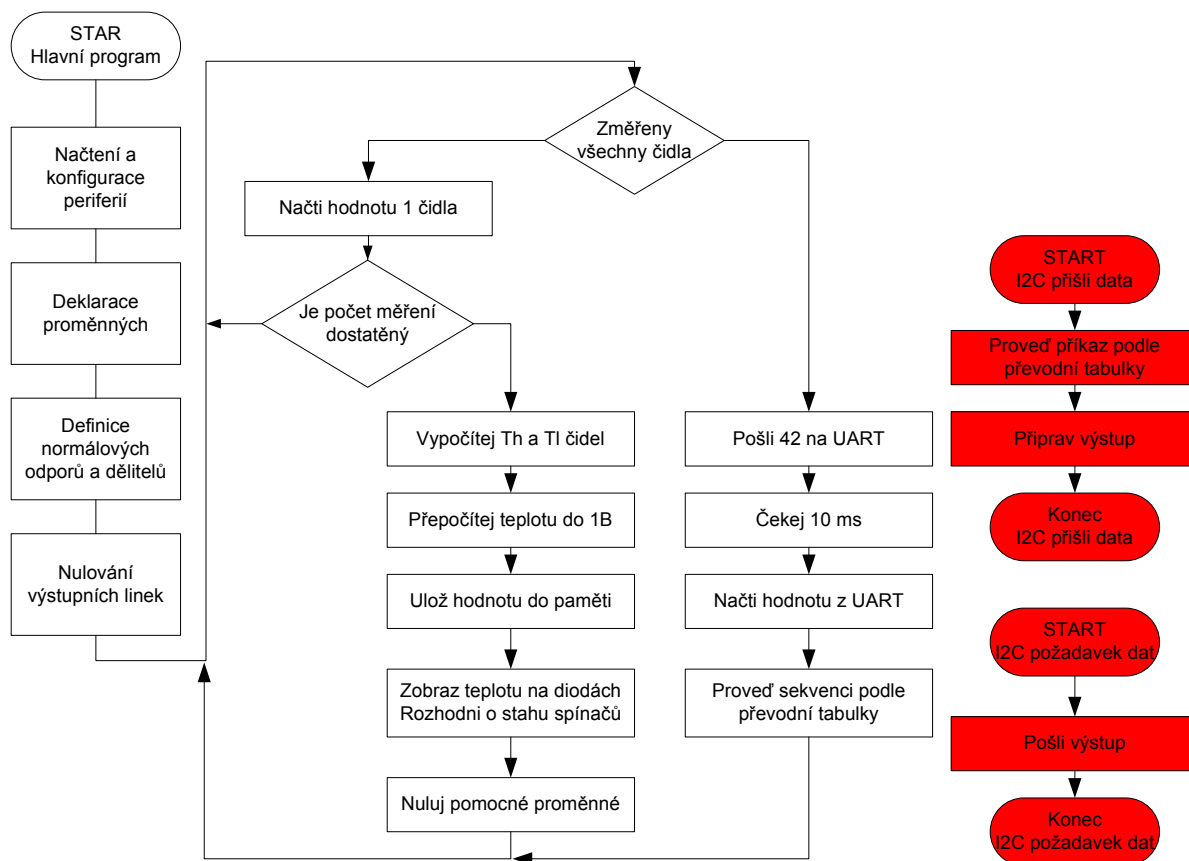 STAR
Hlavní program
Načtení a
konfigurace
periferií
Deklarace
proměnných
Definice
normálových
odporů a dělitelů
Nulování
výstupních linek
Změřeny
všechny čidla
Načti hodnotu 1 čidla
Je počet měření
dostatěný
Vypočítej Th a Tl čidel
Přepočítej teplotu do 1B
Ulož hodnotu do paměti
Zobraz teplotu na diodách
Rozhodni o stahu spínačů
Nuluj pomocné proměnné
Pošli 42 na UART
Čekej 10 ms
Načti hodnotu z UART
Proveď sekvenci podle
převodní tabulky
START
I2C přišli data
Proveď příkaz podle
převodní tabulky
Připrav výstup
Konec
I2C přišli data
START
I2C požadavek dat
Pošli výstup
Konec
I2C požadavek dat